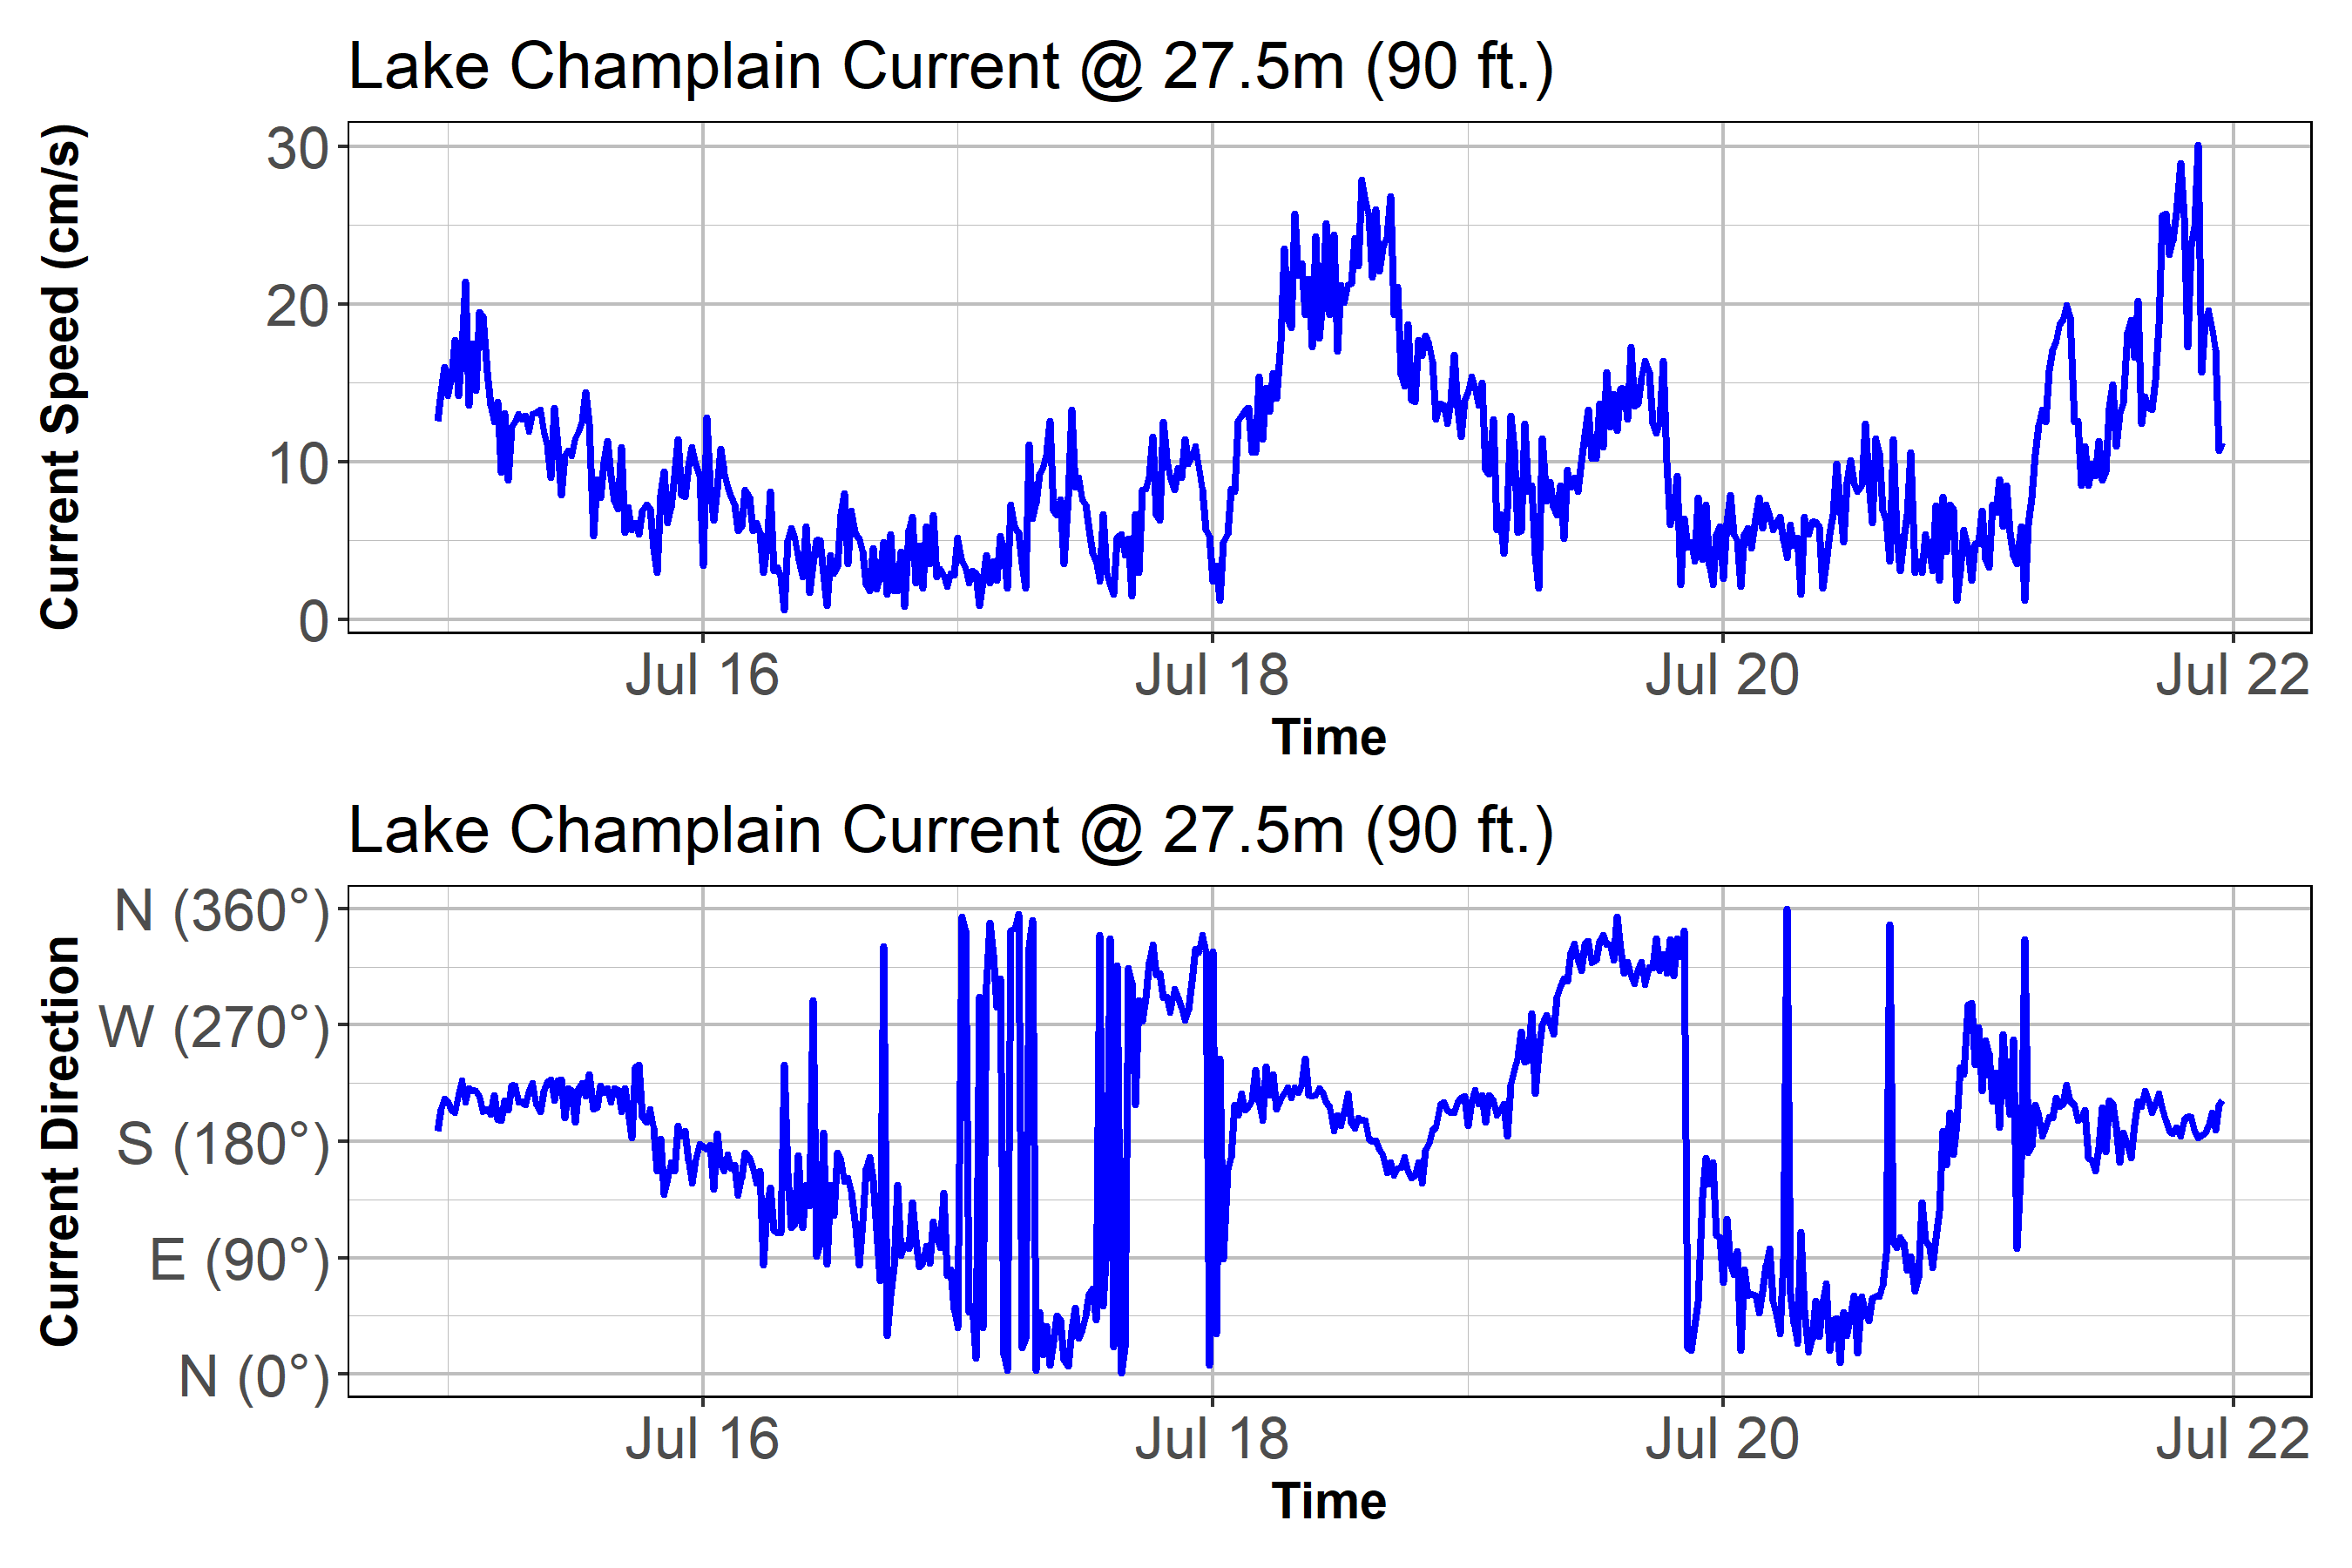 Lake Champlain Current @ 27.5m (90 ft.)
Current Speed (cm/s)
30
20
10
0
Jul 16 Jul 18 Jul 20 Jul 22
Time
Lake Champlain Current @ 27.5m (90 ft.)
Current Direction
N (360°)
W (270°)
S (180°)
E (90°)
N (0°)
Jul 16 Jul 18 Jul 20 Jul 22
Time